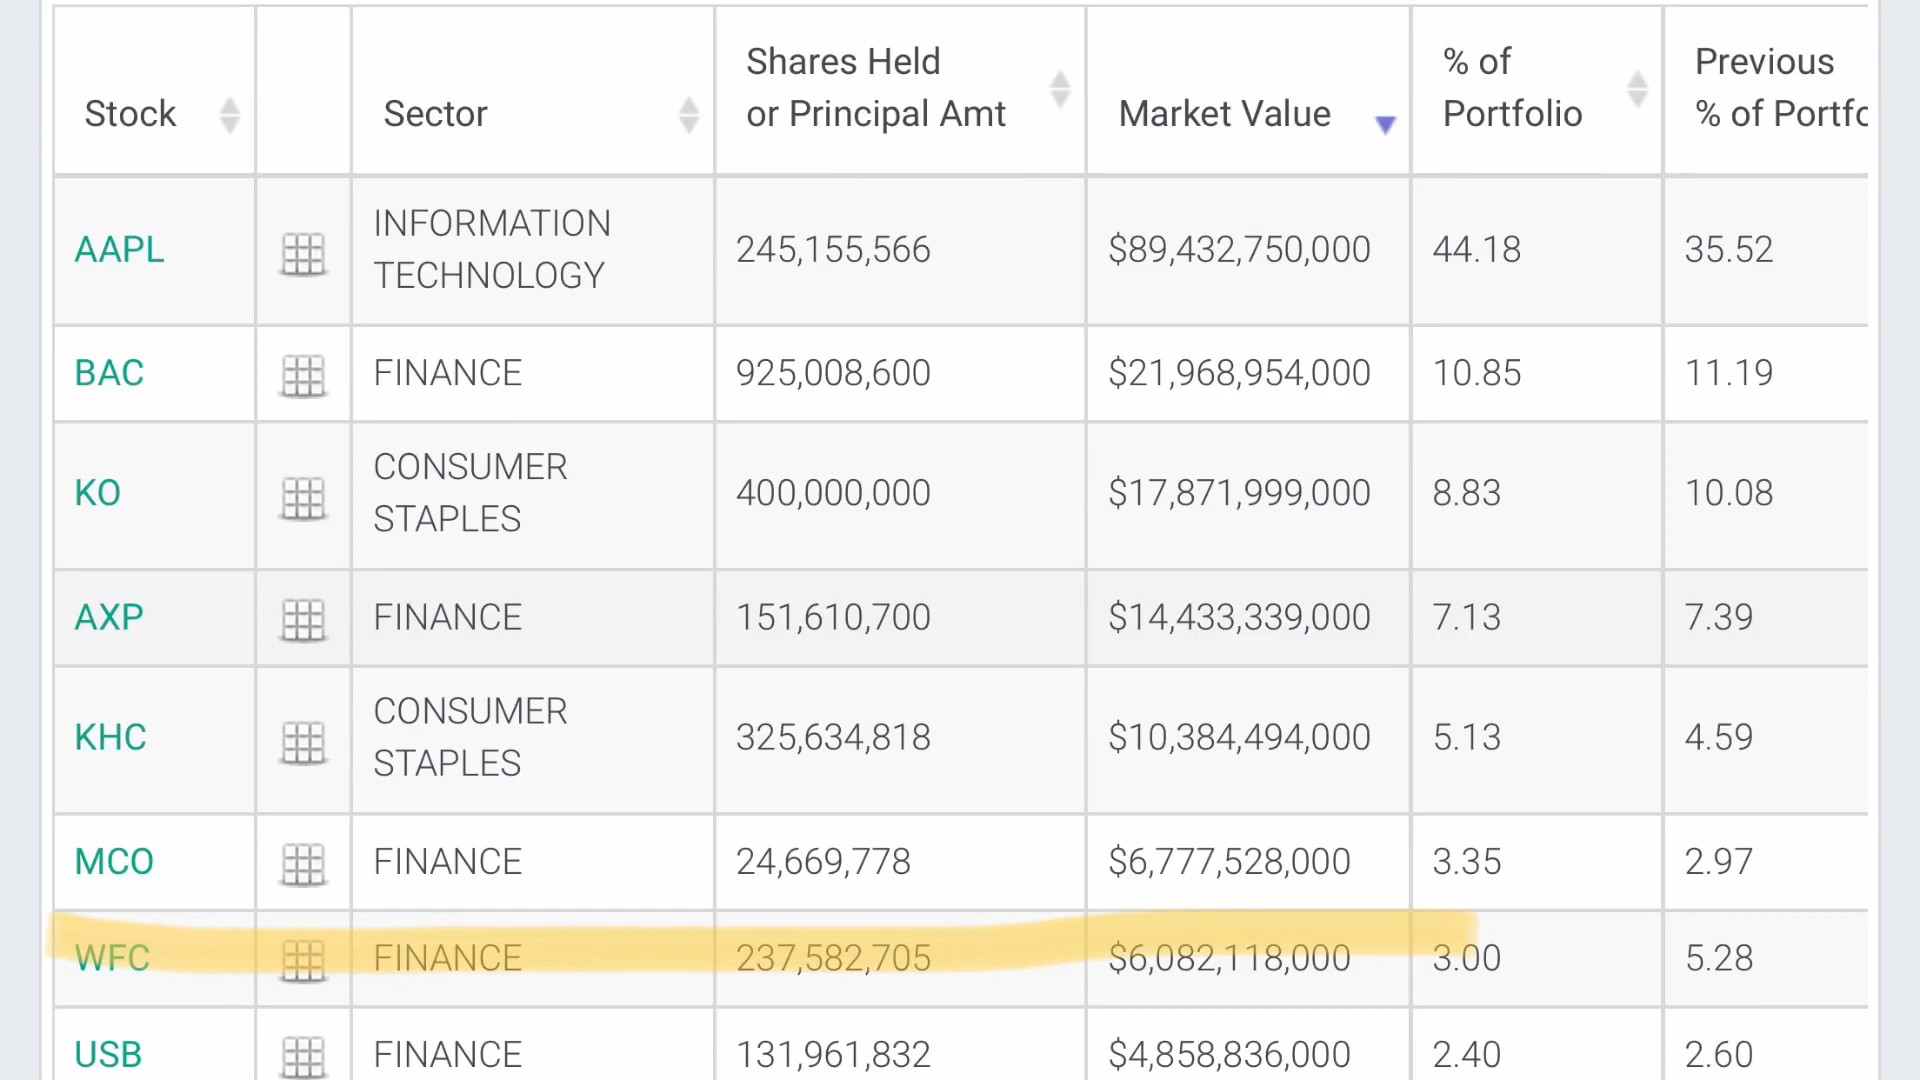 Stock
Sector
Shares Held
or Principal Amt
Market Value
% of
Portfolio
Previous
% of Portfo
AAPL
INFORMATION
TECHNOLOGY
245,155,566
$89,432,750,000
44.18
35.52
BAC
FINANCE
925,008,600
$21,968,954,000
10.85
11.19
KO
CONSUMER
STAPLES
400,000,000
$17,871,999,000
8.83
10.08
AXP
FINANCE
151,610,700
$14,433,339,000
7.13
7.39
KHC
CONSUMER
STAPLES
325,634,818
$10,384,494,000
5.13
4.59
MCO
FINANCE
24,669,778
$6,777,528,000
3.35
2.97
WFC
FINANCE
237,582,705
$6,082,118,000
3.00
5.28
USB
FINANCE
131,961,832
$4,858,836,000
2.40
2.60